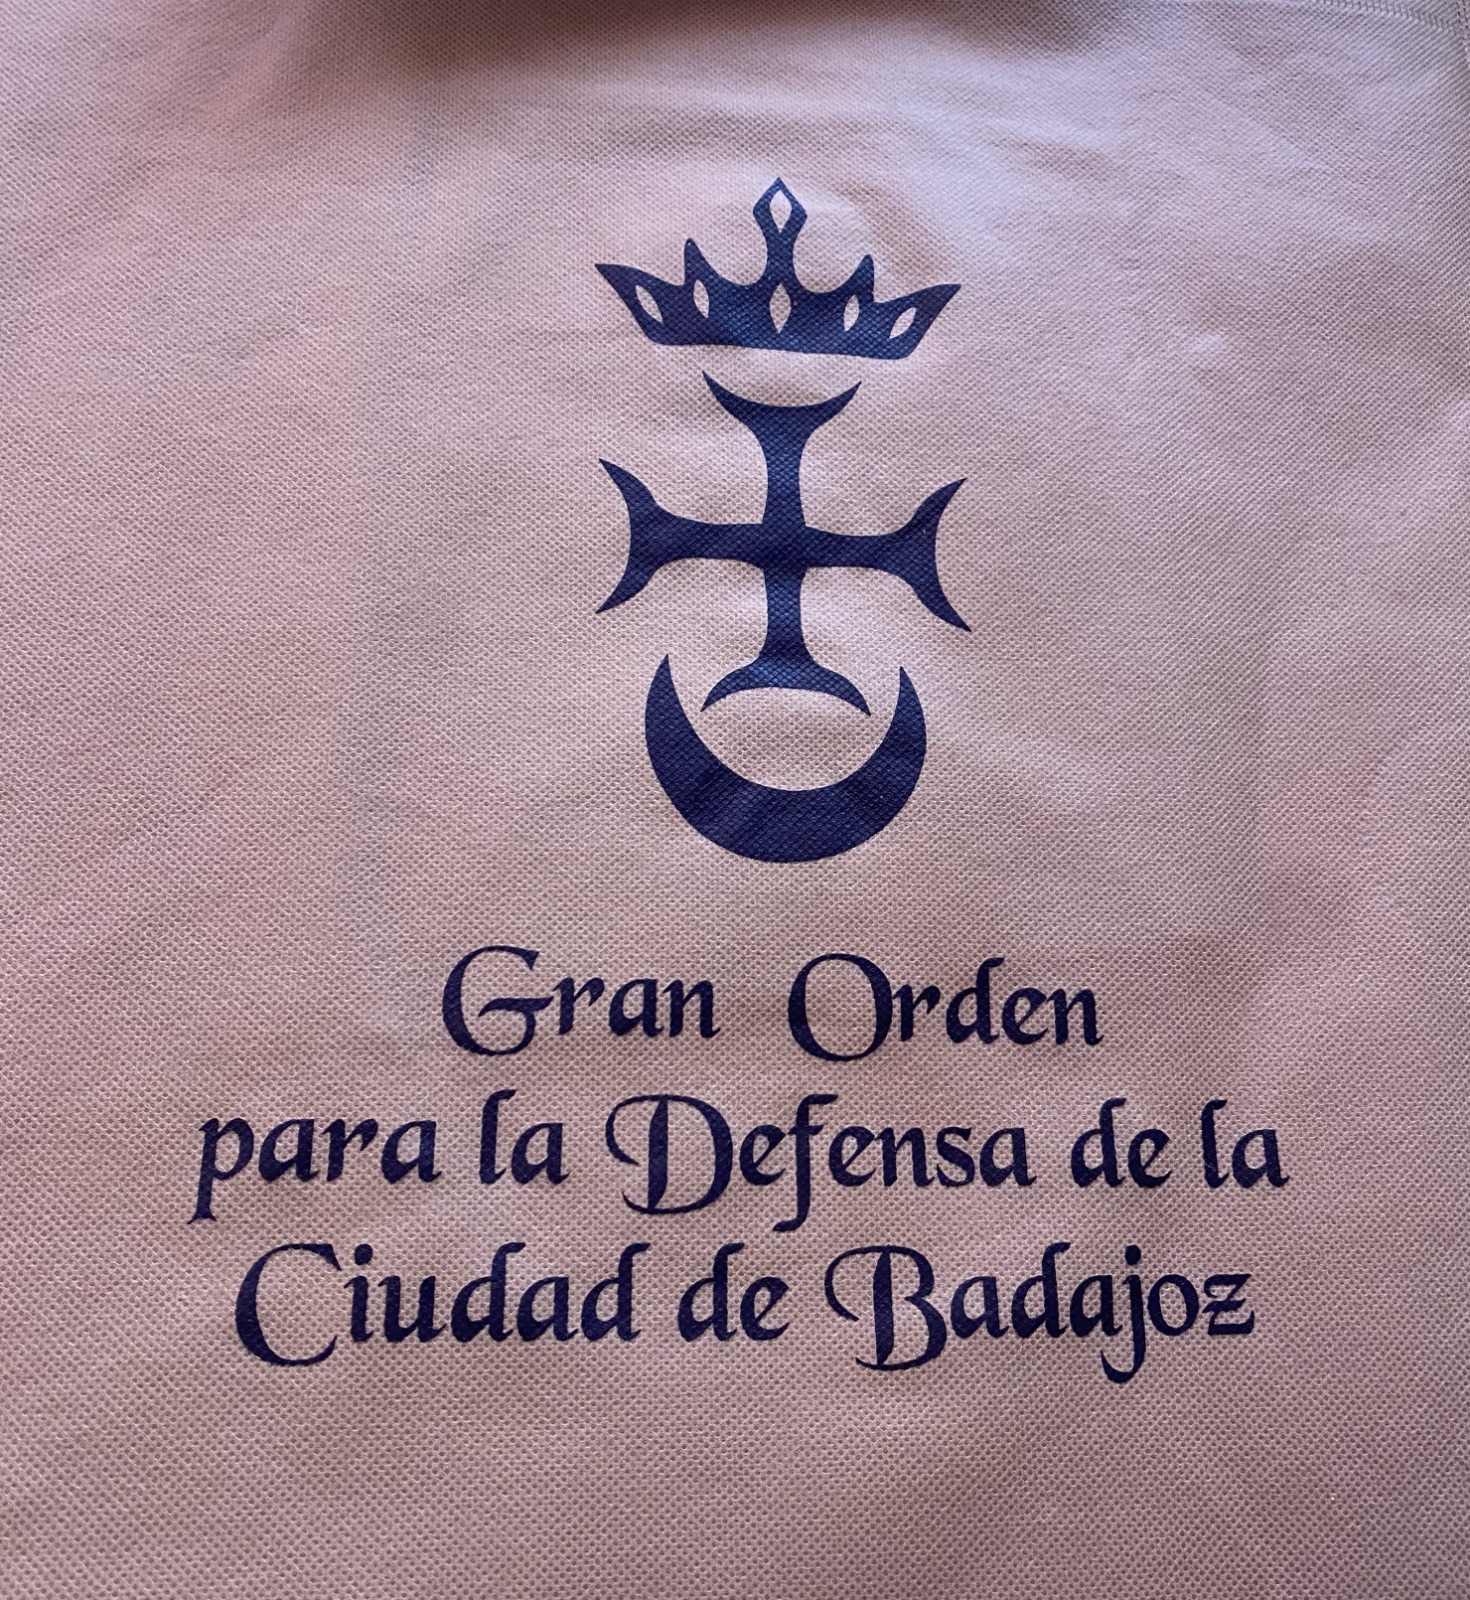 Gran Orden
para la Defensa de la
Ciudad de Badajoz